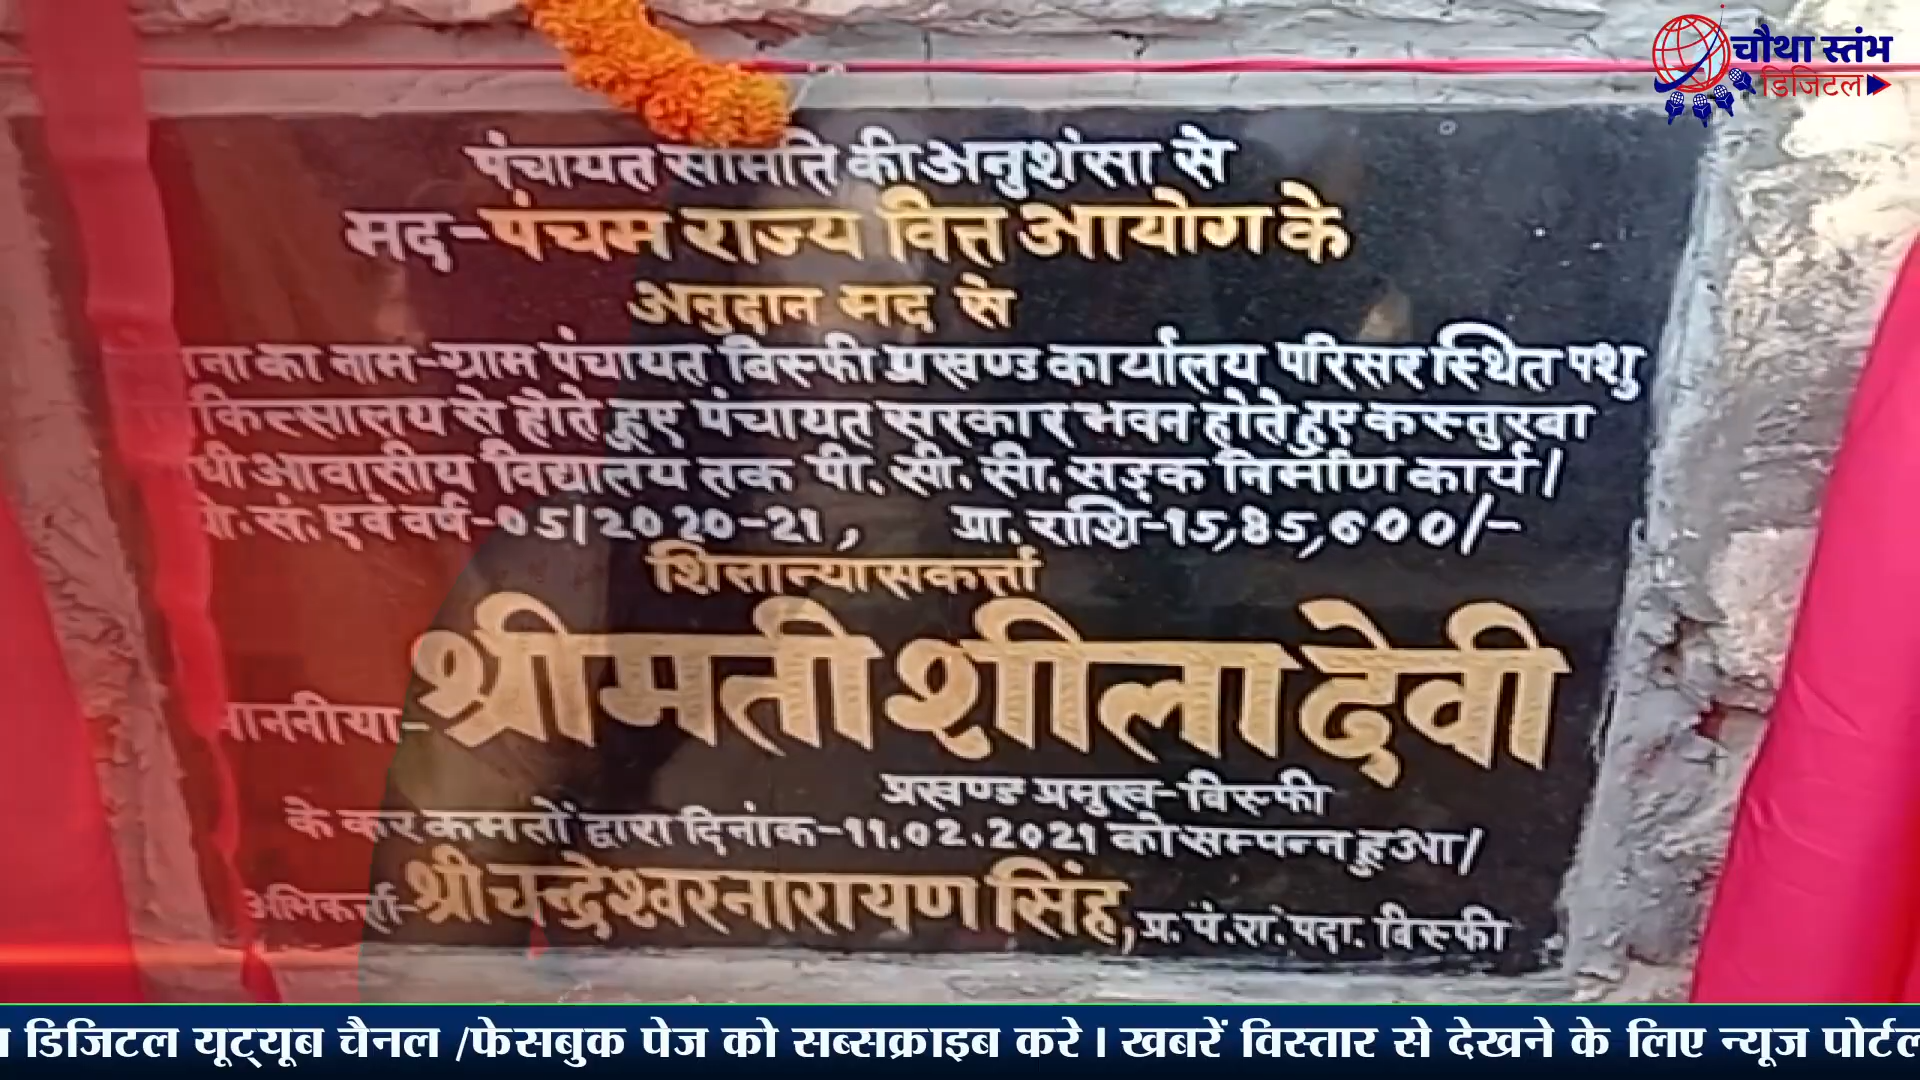 चौथा स्तंभ
डिजिटल
पंचायत समिति की अनुशंसा से
मद-पंचम राज्य वित्त आयोग के
अनुदान मद से
का नाम-ग्राम पंचायत विस्फी प्रखण्ड कार्यालय परिसर स्थित पशु
कित्सालय से होते हुए पंचायत सरकार भवन होते हुए कस्तुरवा
धी आवासीय विद्यालय तक पी. सी. सी. सड़क निर्माण कार्य।
यो. सं. एवं वर्ष-05/2020-21, प्रा. राशि-15,85,600/-
शिलान्यासकर्त्ता
माननीया-श्रीमती शीला देवी
प्रखण्ड प्रमुख-विस्फी
के कर कमलों द्वारा दिनांक-11.02.2021 को सम्पन्न हुआ।
अभिकर्त्ता-श्री चन्द्रेश्वर नारायण सिंह, प्र. पं. रा. पदा. विस्फी
डिजिटल यूट्यूब चैनल /फेसबुक पेज को सब्सक्राइब करे। खबरें विस्तार से देखने के लिए न्यूज पोर्टल